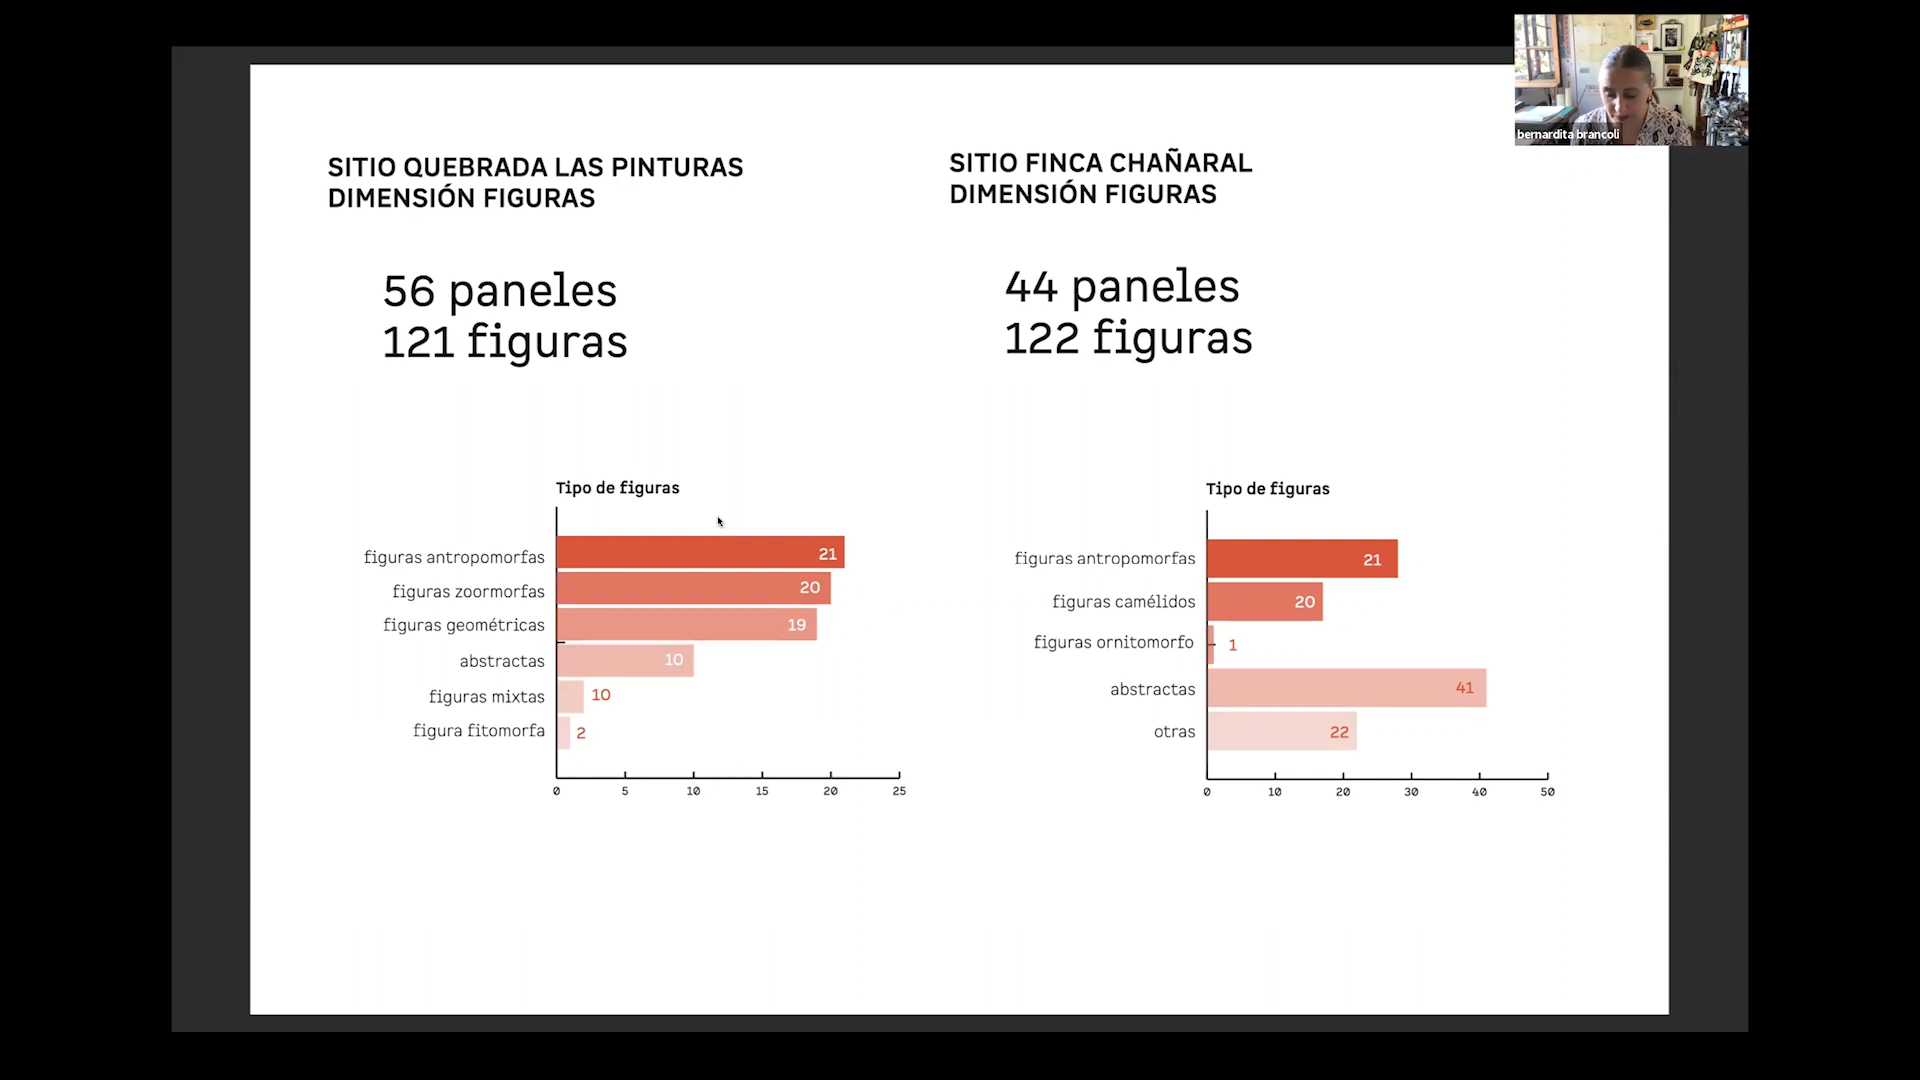 bernardita brancoli
SITIO QUEBRADA LAS PINTURAS
DIMENSIÓN FIGURAS
56 paneles
121 figuras
Tipo de figuras
figuras antropomorfas 21
figuras zoormorfas 20
figuras geométricas 19
abstractas 10
figuras mixtas 10
figura fitomorfa 2
0 5 10 15 20 25
SITIO FINCA CHAÑARAL
DIMENSIÓN FIGURAS
44 paneles
122 figuras
Tipo de figuras
figuras antropomorfas 21
figuras camélidos 20
figuras ornitomorfo 1
abstractas 41
otras 22
0 10 20 30 40 50